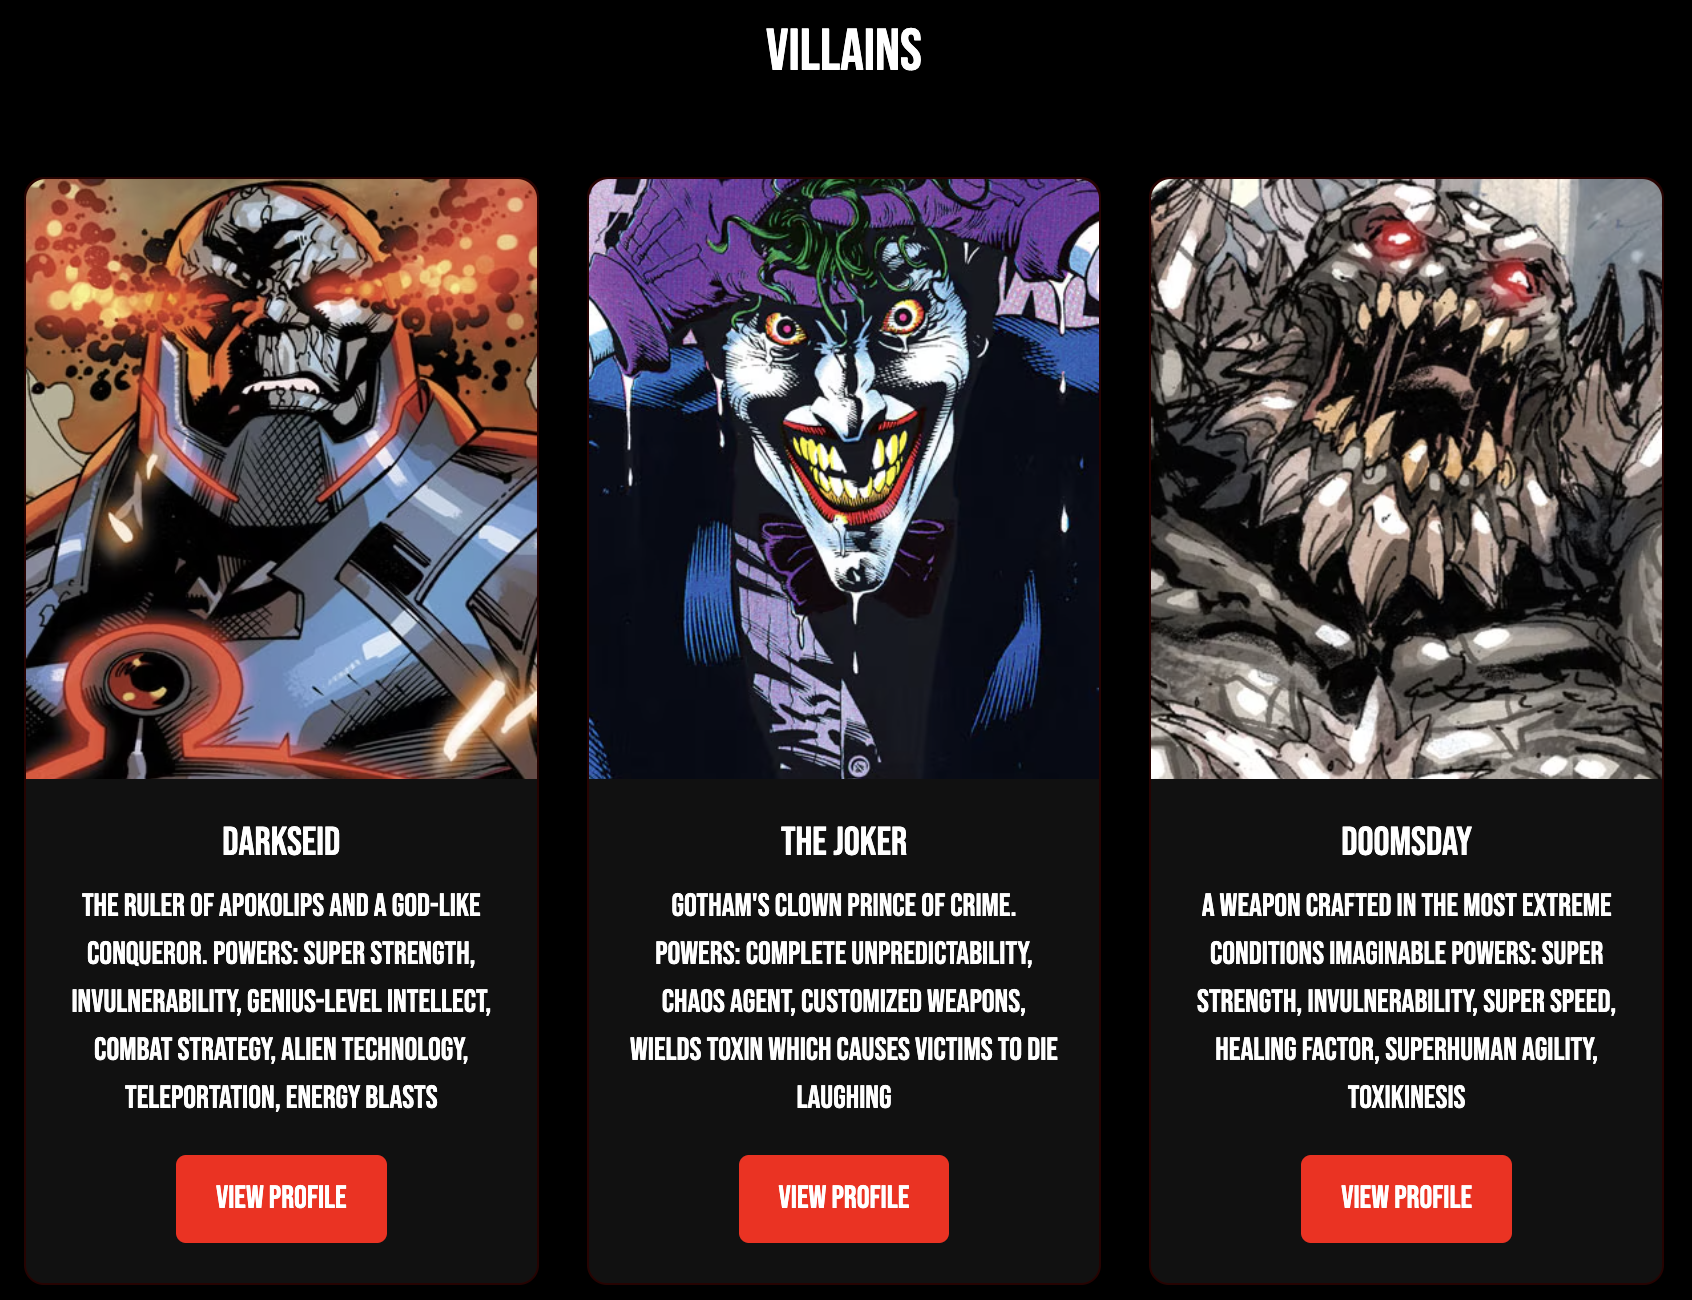 VILLAINS
DARKSEID
THE RULER OF APOKOLIPS AND A GOD-LIKE
CONQUEROR. POWERS: SUPER STRENGTH,
INVULNERABILITY, GENIUS-LEVEL INTELLECT,
COMBAT STRATEGY, ALIEN TECHNOLOGY,
TELEPORTATION, ENERGY BLASTS
VIEW PROFILE
THE JOKER
GOTHAM'S CLOWN PRINCE OF CRIME.
POWERS: COMPLETE UNPREDICTABILITY,
CHAOS AGENT, CUSTOMIZED WEAPONS,
WIELDS TOXIN WHICH CAUSES VICTIMS TO DIE
LAUGHING
VIEW PROFILE
DOOMSDAY
A WEAPON CRAFTED IN THE MOST EXTREME
CONDITIONS IMAGINABLE POWERS: SUPER
STRENGTH, INVULNERABILITY, SUPER SPEED,
HEALING FACTOR, SUPERHUMAN AGILITY,
TOXIKINESIS
VIEW PROFILE